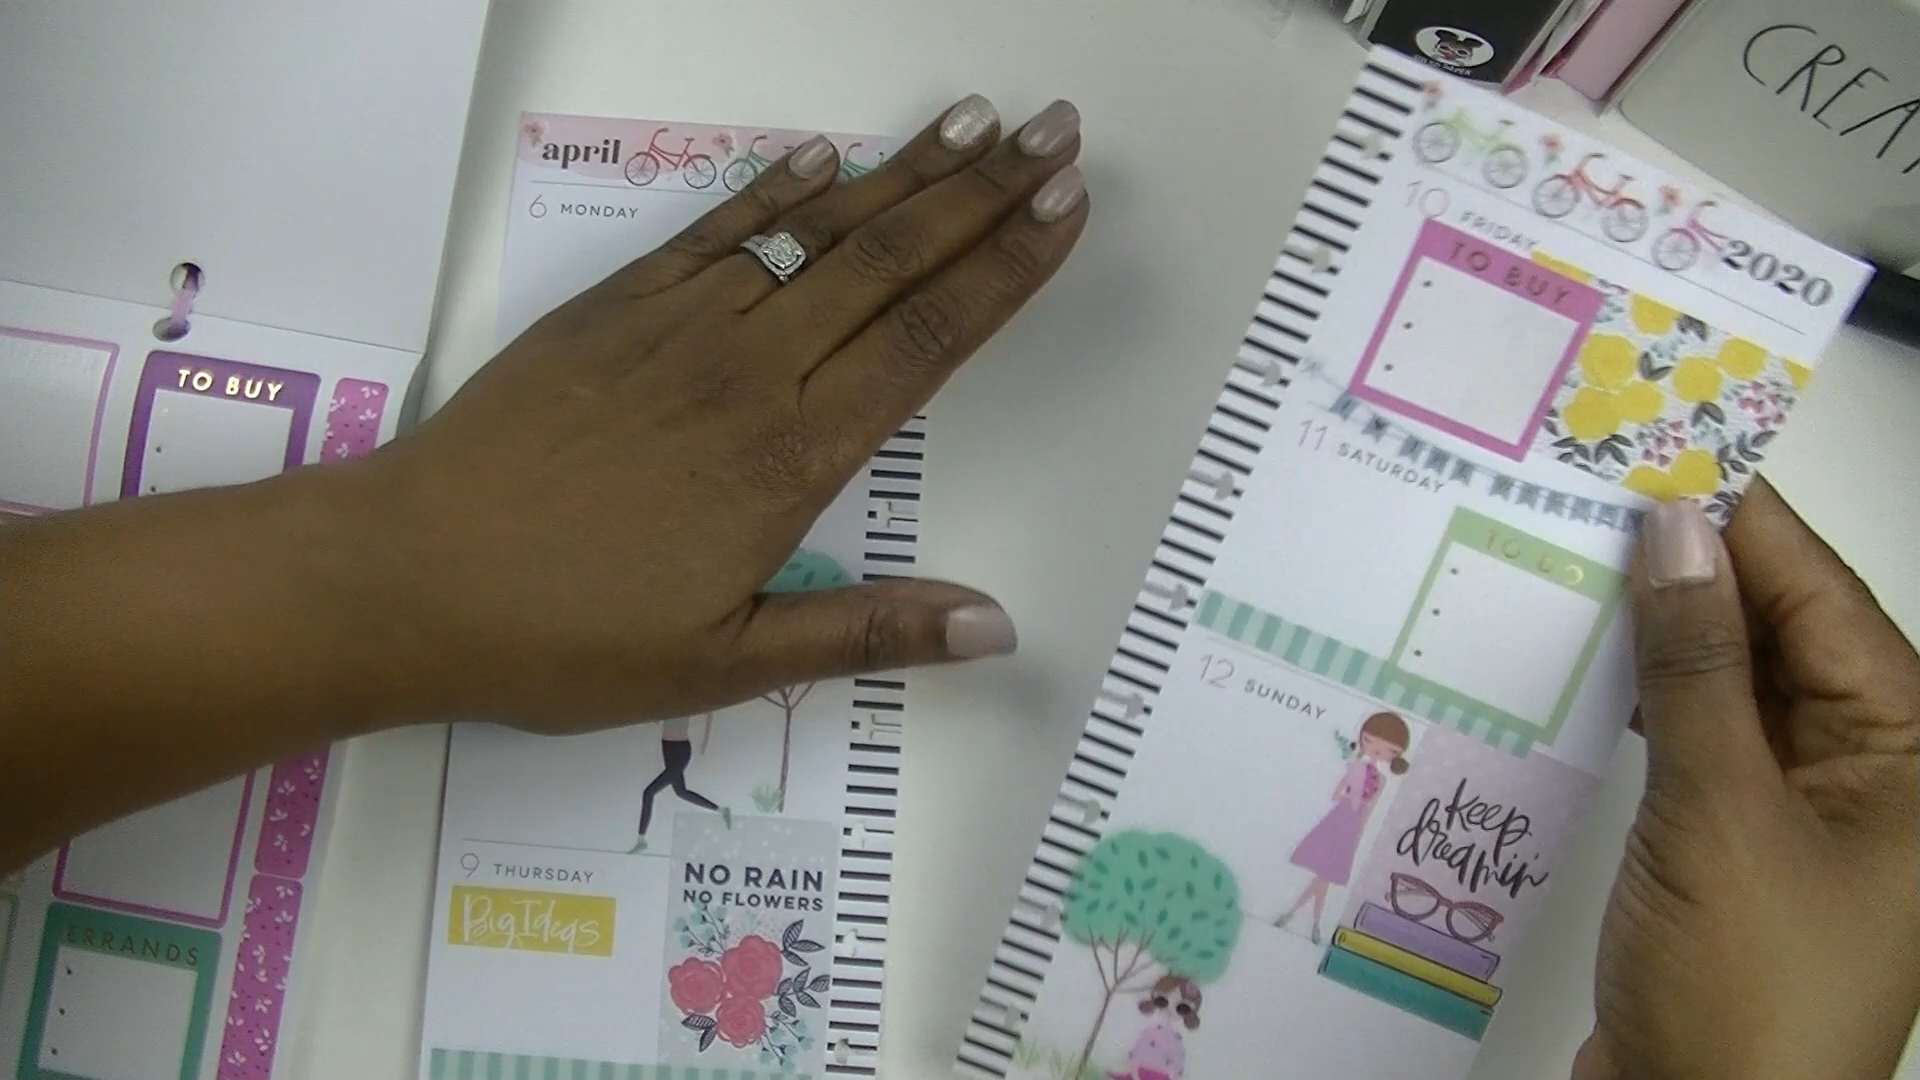 TO BUY
ERRANDS
april
6 MONDAY
9 THURSDAY
Big Ideas
NO RAIN
NO FLOWERS
2020
10 FRIDAY
TO BUY
11 SATURDAY
TO DO
12 SUNDAY
keep
dreamin'
CREA